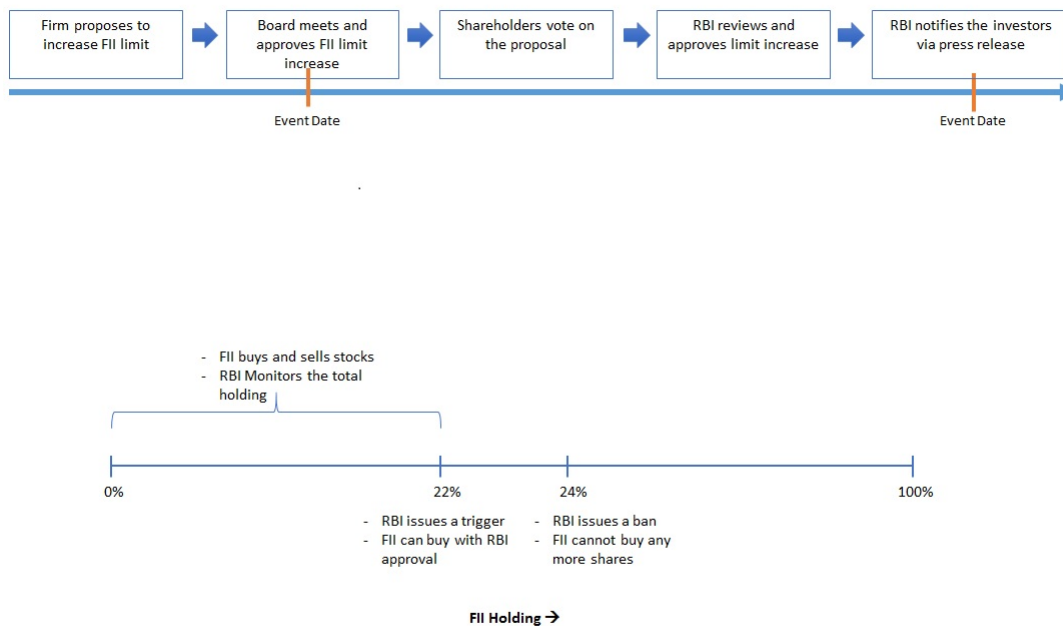 Firm proposes to
increase FII limit
Board meets and
approves FII limit
increase
Shareholders vote on
the proposal
RBI reviews and
approves limit increase
RBI notifies the investors
via press release
Event Date
Event Date
- FII buys and sells stocks
- RBI Monitors the total
holding
0%
22%
24%
100%
- RBI issues a trigger
- FII can buy with RBI
approval
- RBI issues a ban
- FII cannot buy any
more shares
FII Holding →